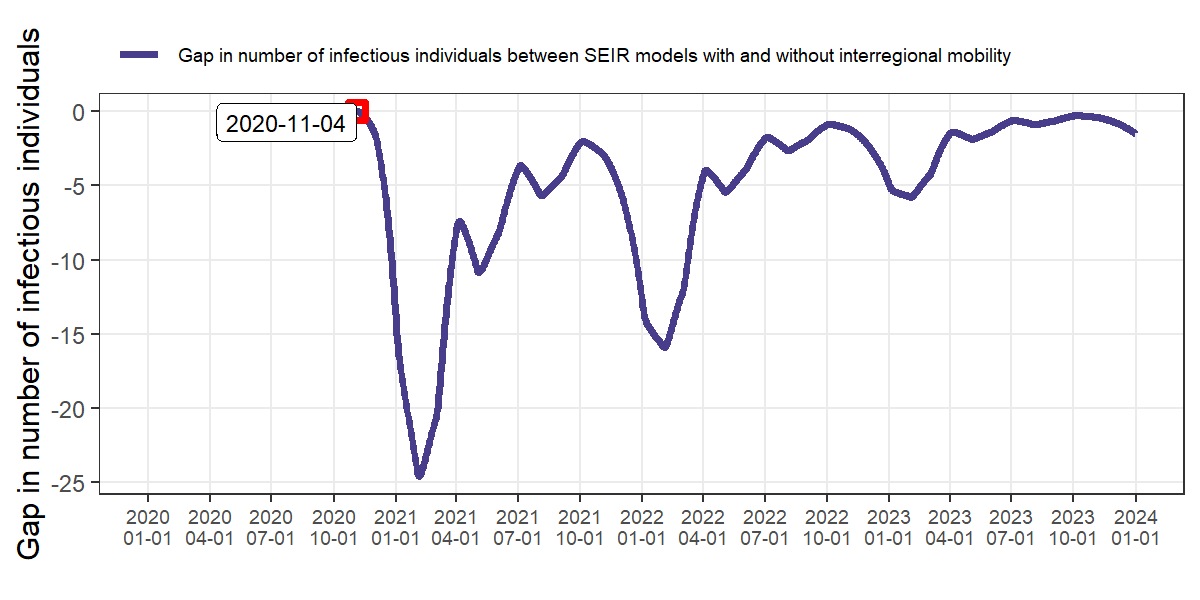 Gap in number of infectious individuals between SEIR models with and without interregional mobility
Gap in number of infectious individuals
0
-5
-10
-15
-20
-25
2020-11-04
2020 2020 2020 2020 2021 2021 2021 2021 2022 2022 2022 2022 2023 2023 2023 2023 2024
01-01 04-01 07-01 10-01 01-01 04-01 07-01 10-01 01-01 04-01 07-01 10-01 01-01 04-01 07-01 10-01 01-01